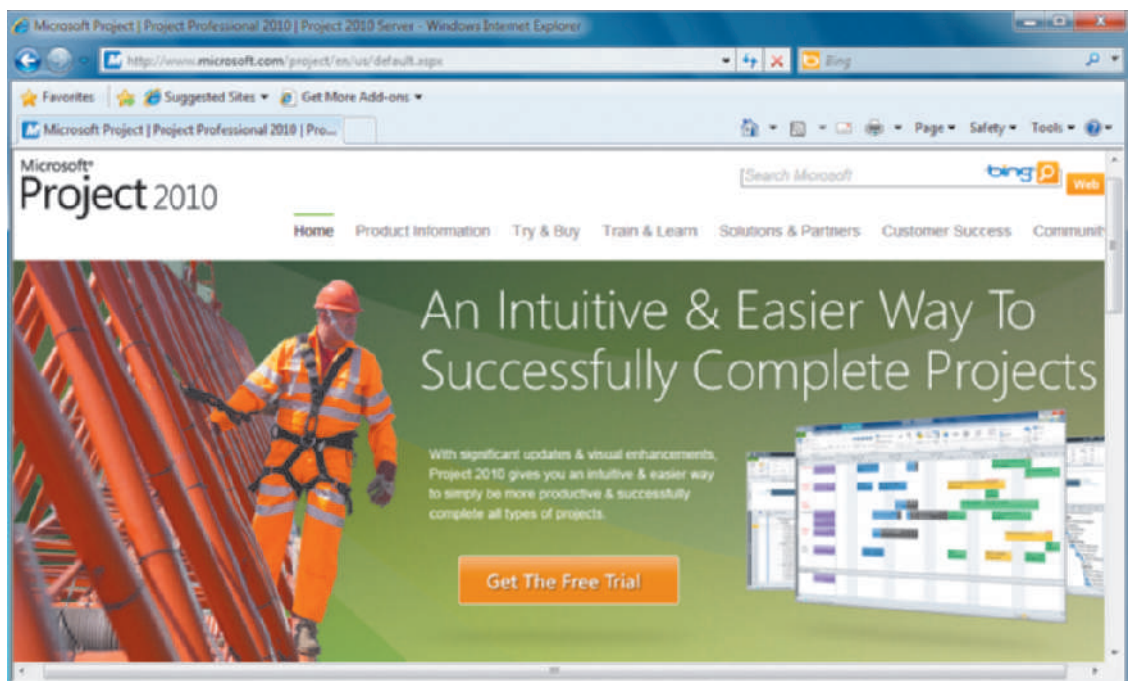 Microsoft Project | Project Professional 2010 | Project 2010 Server - Windows Internet Explorer
http://www.microsoft.com/project/en/us/default.aspx
Bing
Favorites
Suggested Sites
Get More Add-ons
Microsoft Project | Project Professional 2010 | Pro...
Page
Safety
Tools
Microsoft®
Project 2010
Search Microsoft
bing
Web
Home
Product Information
Try & Buy
Train & Learn
Solutions & Partners
Customer Success
Community
An Intuitive & Easier Way To
Successfully Complete Projects
With significant updates & visual enhancements,
Project 2010 gives you an intuitive & easier way
to simply be more productive & successfully
complete all types of projects.
Get The Free Trial